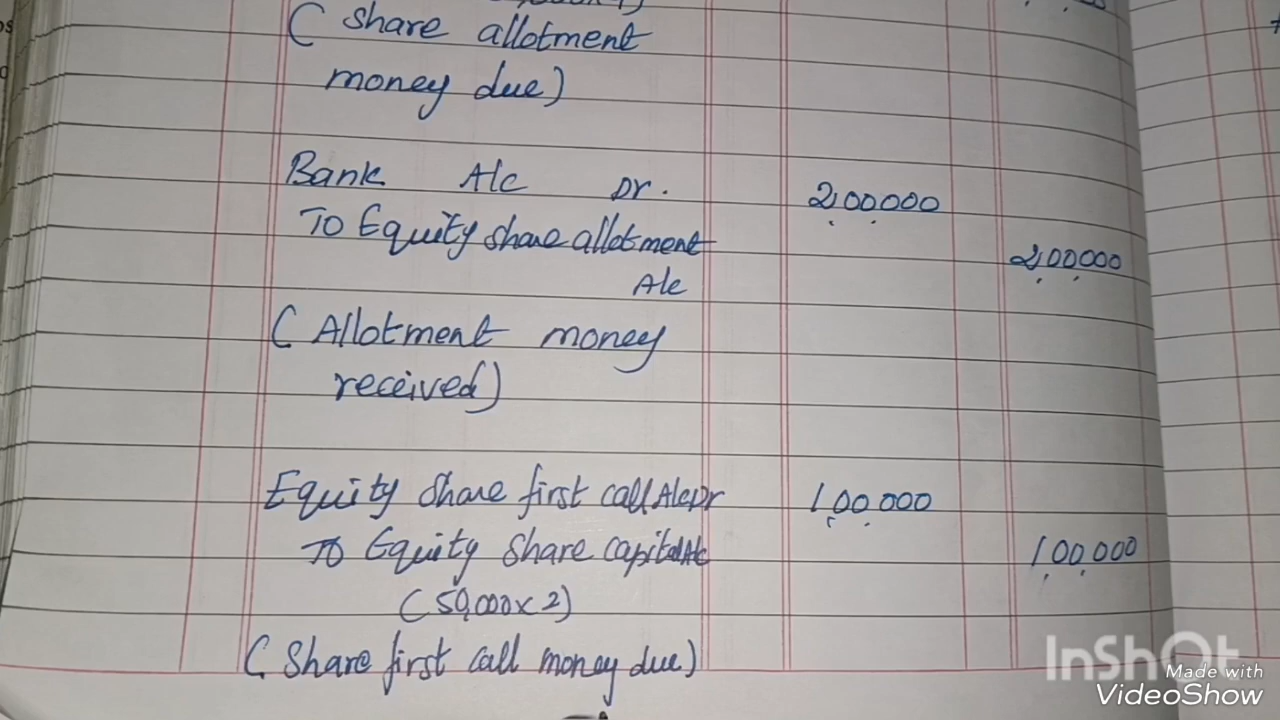 ( Share allotment
money due)
Bank A/c Dr. 2,00,000
To Equity share allotment
A/c 2,00,000
( Allotment money
received)
Equity Share first call A/c Dr 1,00,000
To Equity Share capital A/c 1,00,000
(50,000 x 2)
( Share first call money due)
InShOt
Made with
VideoShow